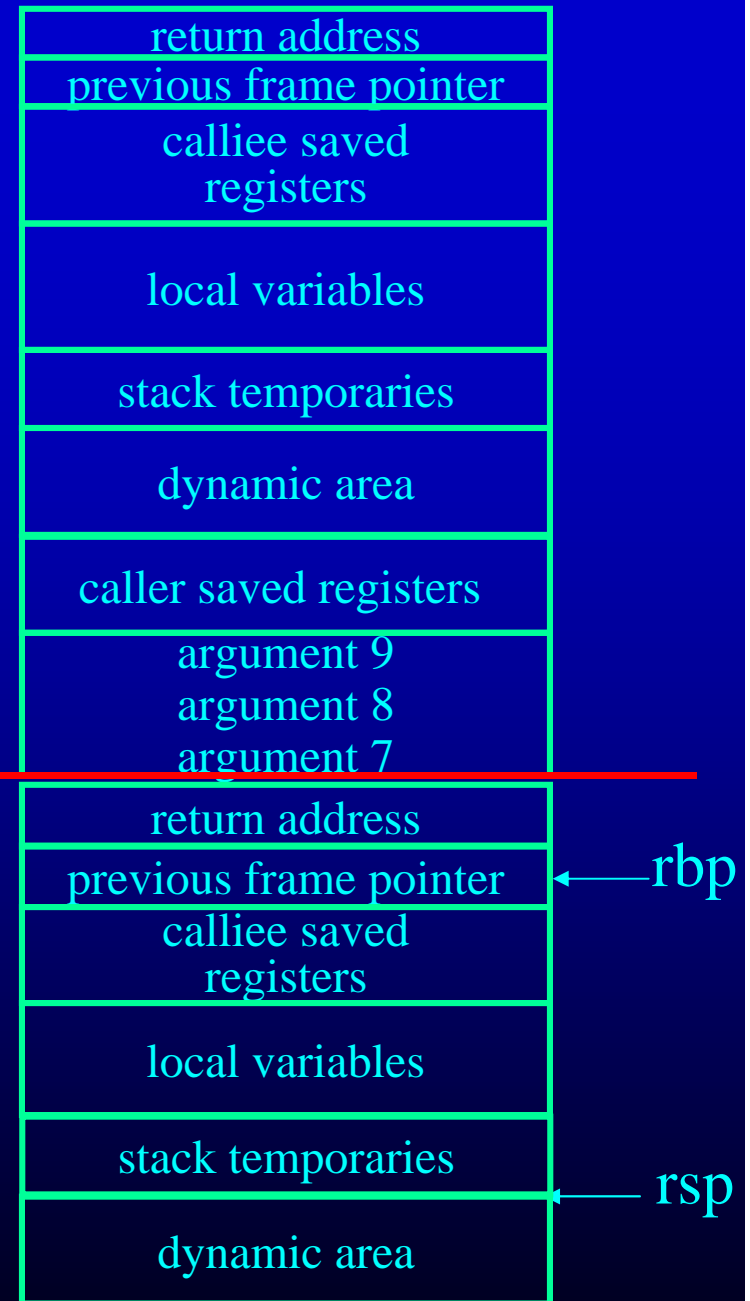 return address
previous frame pointer
calliee saved
registers
local variables
stack temporaries
dynamic area
caller saved registers
argument 9
argument 8
argument 7
return address
previous frame pointer
rbp
calliee saved
registers
local variables
stack temporaries
rsp
dynamic area